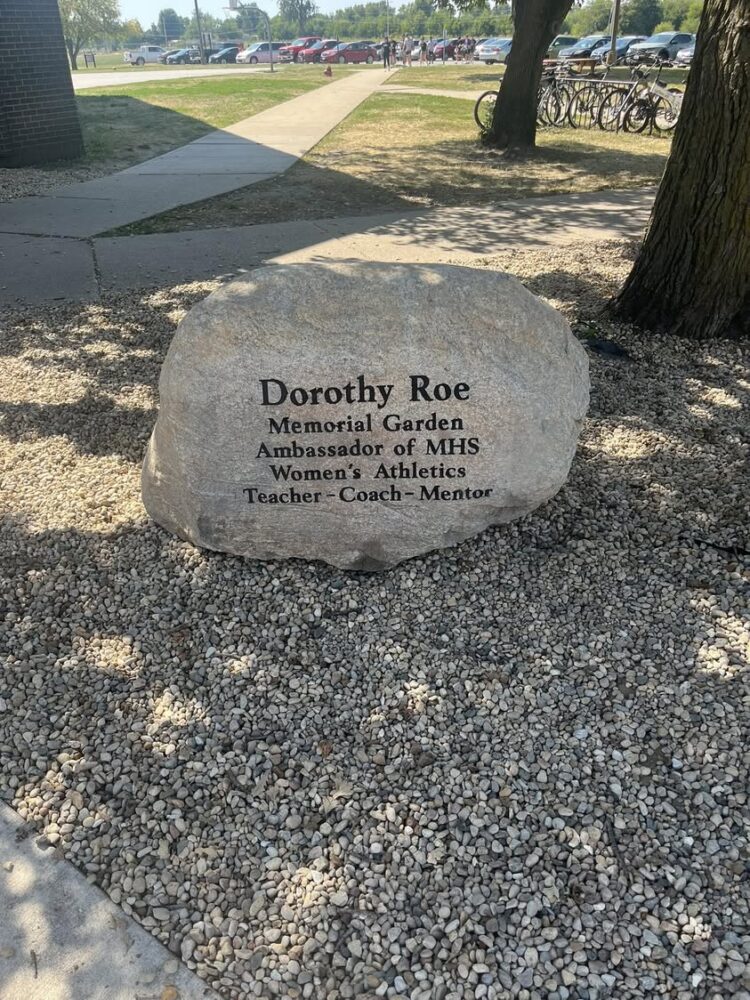 Dorothy Roe
Memorial Garden
Ambassador of MHS
Women's Athletics
Teacher - Coach - Mentor